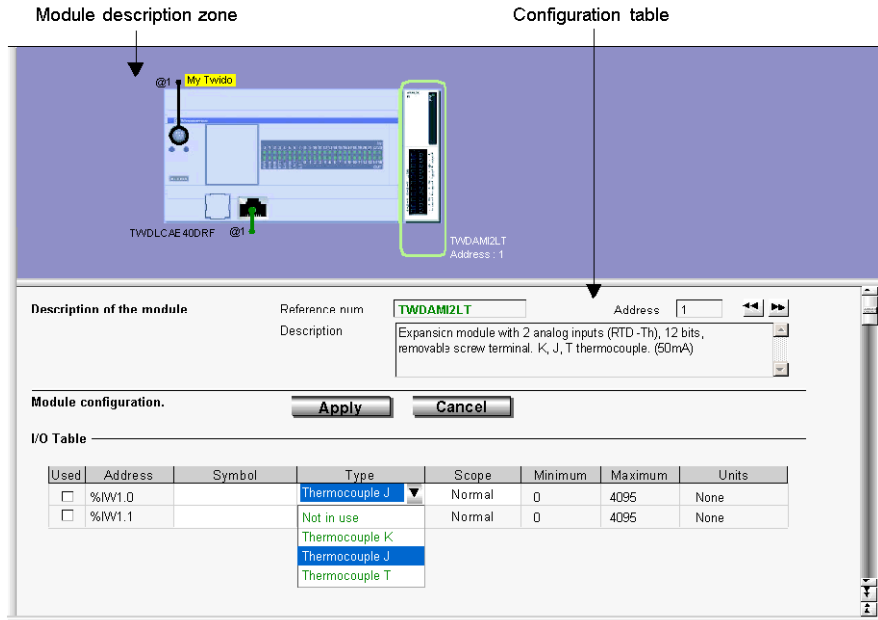 Module description zone
Configuration table
@1
My Twido
TWDLCAE40DRF
@1
TWDAMI2LT
Address : 1
Description of the module
Reference num
TWDAMI2LT
Address
1
Description
Expansion module with 2 analog inputs (RTD -Th), 12 bits,
removable screw terminal. K, J, T thermocouple. (50mA)
Module configuration.
Apply
Cancel
I/O Table
Used Address Symbol Type Scope Minimum Maximum Units
%IW1.0 Thermocouple J Normal 0 4095 None
%IW1.1 Normal 0 4095 None
Not in use
Thermocouple K
Thermocouple J
Thermocouple T